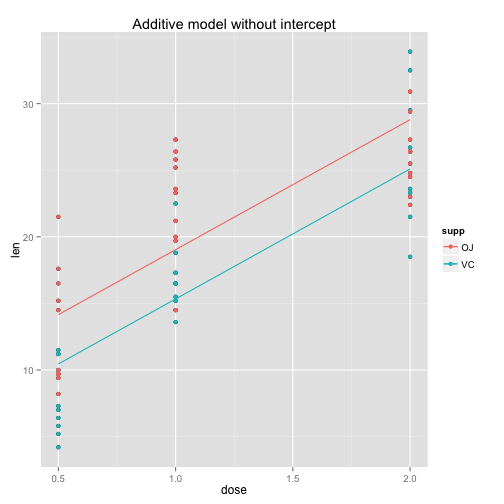 Additive model without intercept
len
30
20
10
0.5
1.0
1.5
2.0
dose
supp
OJ
VC